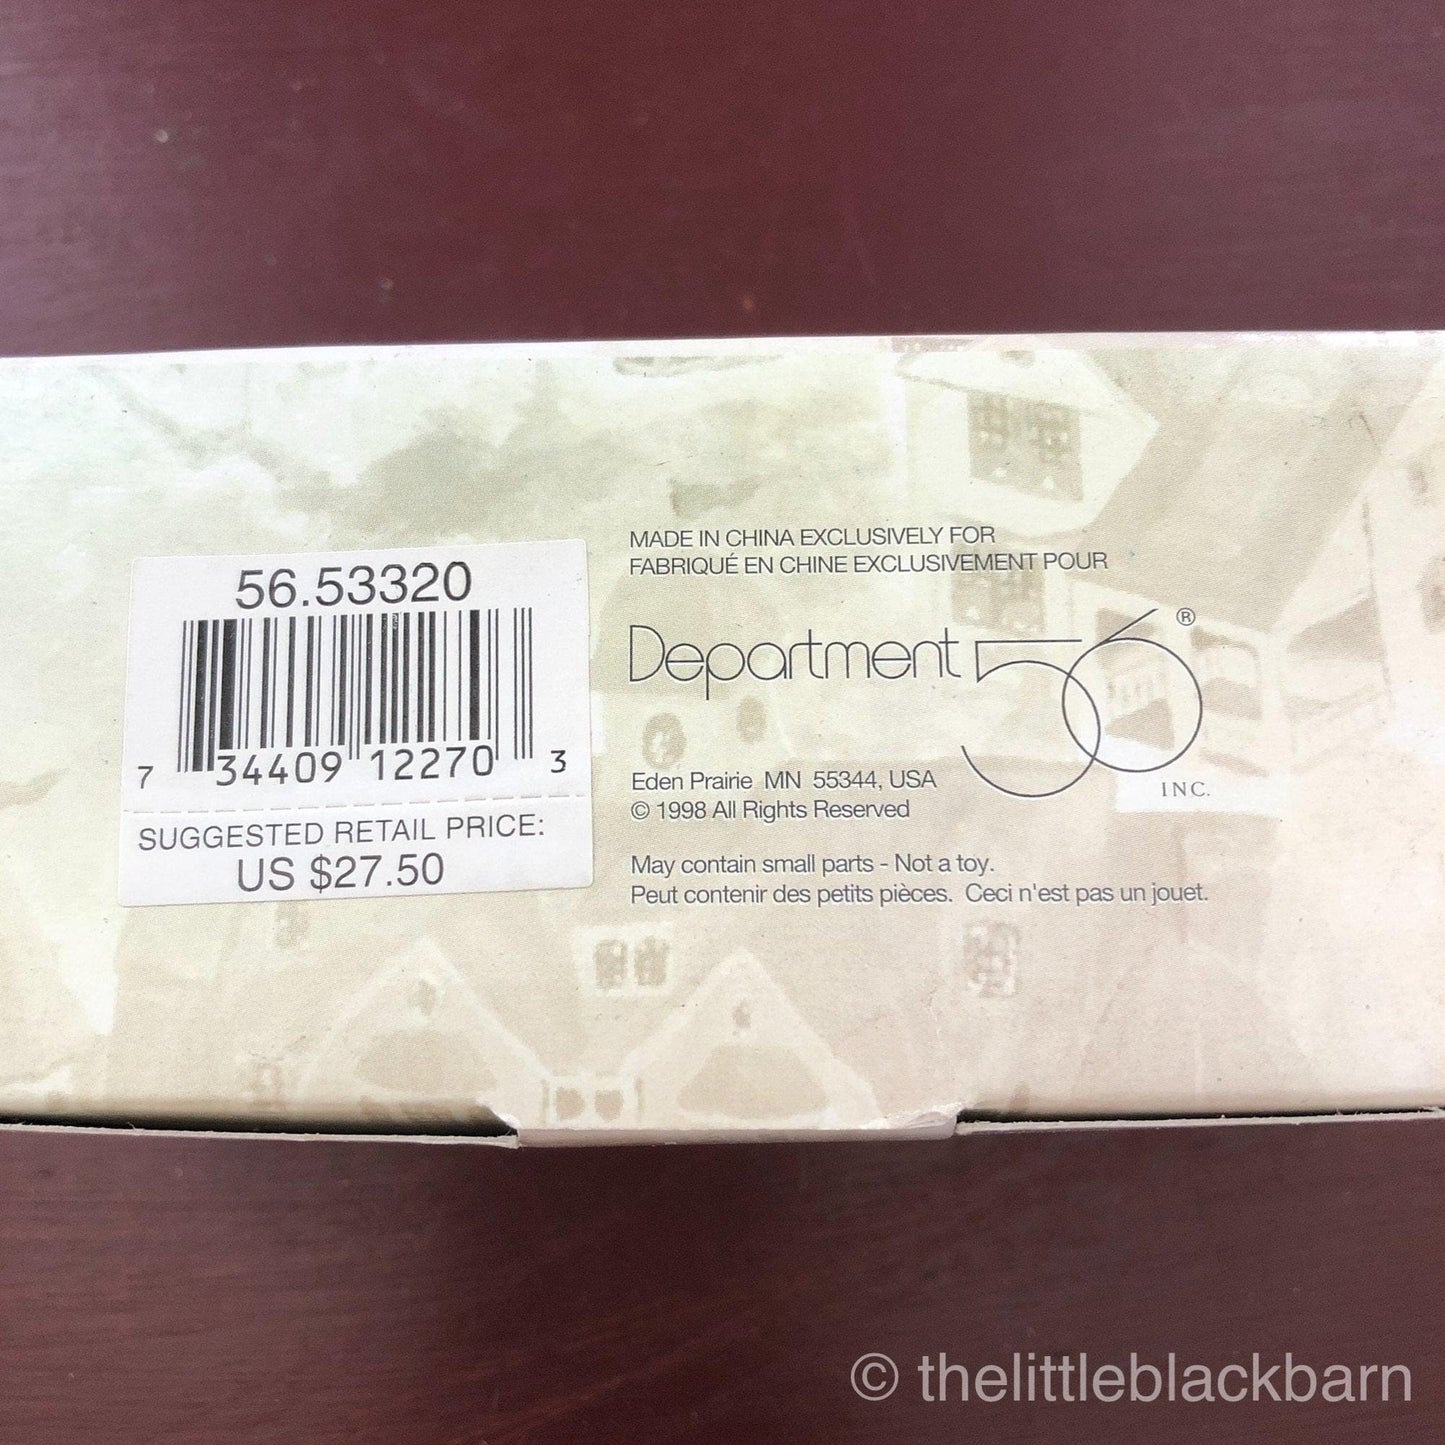 56.53320
7 34409 12270 3
SUGGESTED RETAIL PRICE:
US $27.50
MADE IN CHINA EXCLUSIVELY FOR
FABRIQUÉ EN CHINE EXCLUSIVEMENT POUR
Department 56®
INC.
Eden Prairie MN 55344, USA
© 1998 All Rights Reserved
May contain small parts - Not a toy.
Peut contenir des petits pièces. Ceci n'est pas un jouet.
© thelittleblackbarn